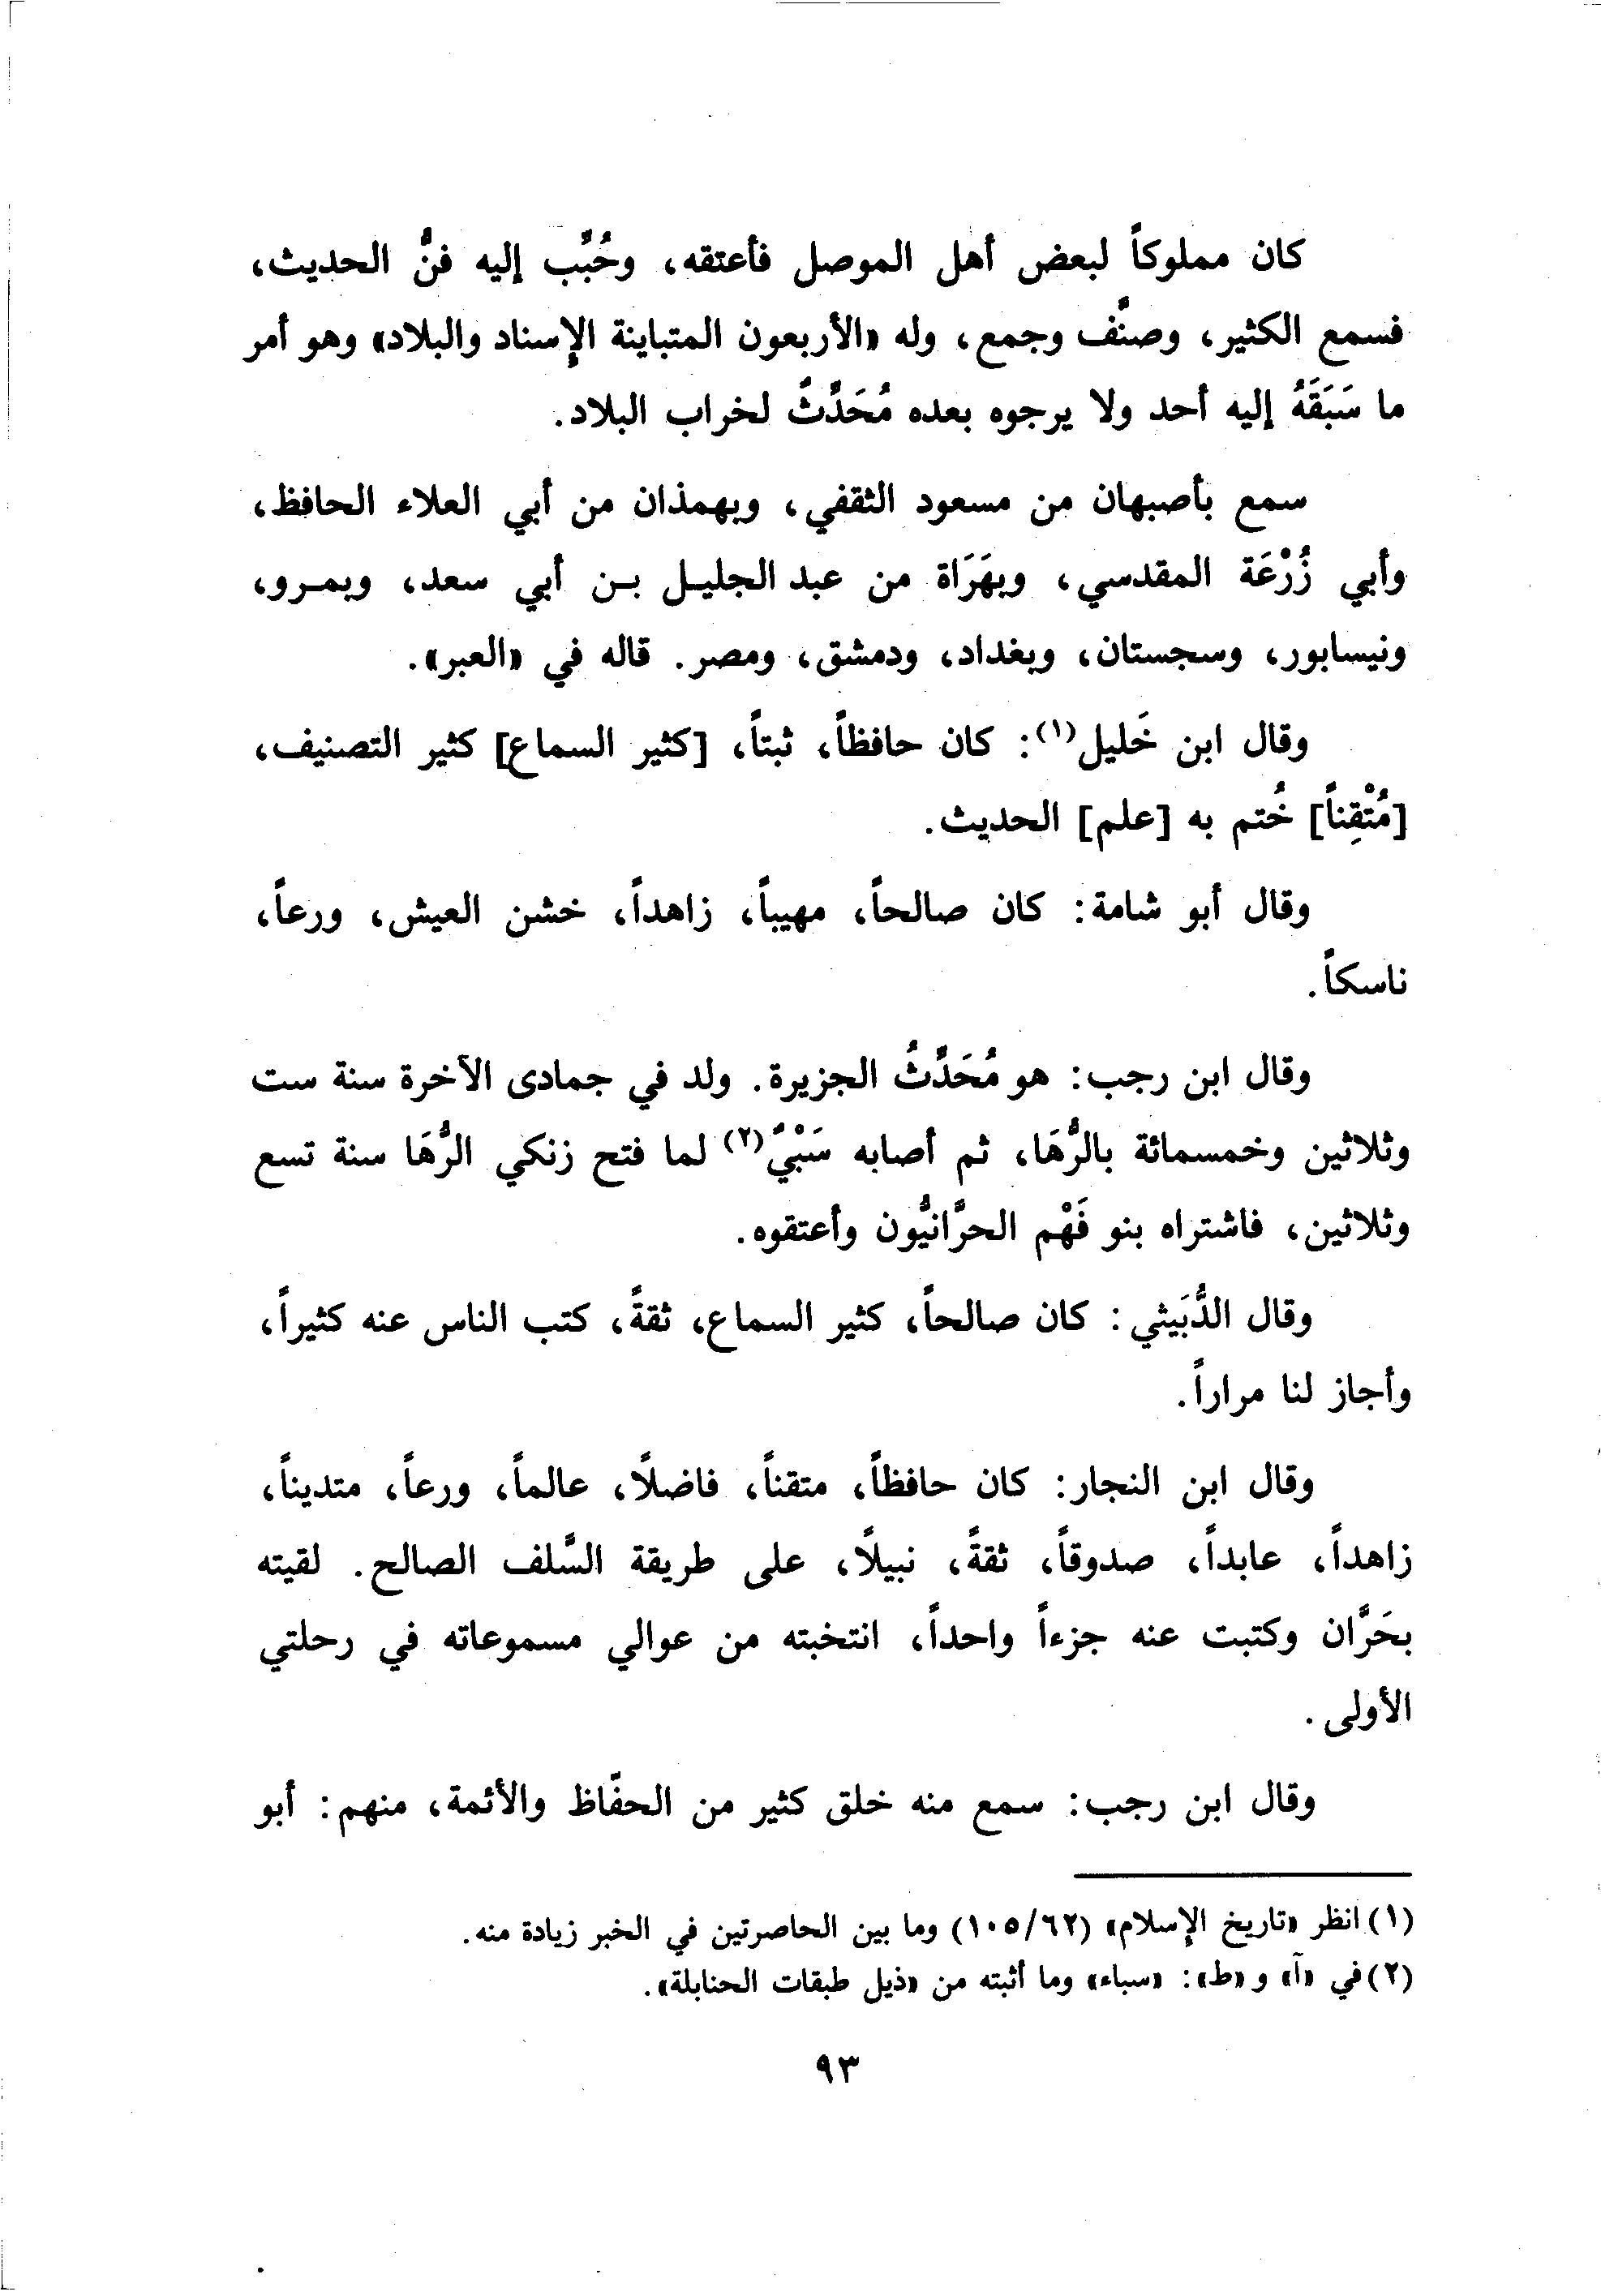 كان مملوكاً لبعض أهل الموصل فأعتقه، وحُبِّب إليه فنُّ الحديث،
فسمع الكثير، وصنَّف وجمع، وله «الأربعون المتباينة الإسناد والبلاد» وهو أمر
ما سَبَقَهُ إليه أحد ولا يرجوه بعده مُحَدِّثٌ لخراب البلاد.
سمع بأصبهان من مسعود الثقفي، وبهمذان من أبي العلاء الحافظ،
وأبي زُرْعَة المقدسي، وبهَرَاة من عبد الجليل بن أبي سعد، وبمرو،
ونيسابور، وسجستان، وبغداد، ودمشق، ومصر. قاله في «العبر».
وقال ابن خَليل(١): كان حافظاً، ثبتاً، [كثير السماع] كثير التصنيف،
[مُتْقِناً] خُتم به [علم] الحديث.
وقال أبو شامة: كان صالحاً، مهيباً، زاهداً، خشن العيش، ورعاً،
ناسكاً.
وقال ابن رجب: هو مُحَدِّثُ الجزيرة. ولد في جمادى الآخرة سنة ست
وثلاثين وخمسمائة بالرُّهَا، ثم أصابه سَبْيٌ(٢) لما فتح زنكي الرُّهَا سنة تسع
وثلاثين، فاشتراه بنو فَهْم الحرَّانيُّون وأعتقوه.
وقال الدُّبَيثي: كان صالحاً، كثير السماع، ثقةً، كتب الناس عنه كثيراً،
وأجاز لنا مراراً.
وقال ابن النجار: كان حافظاً، متقناً، فاضلًا، عالماً، ورعاً، متديناً،
زاهداً، عابداً، صدوقاً، ثقةً، نبيلًا، على طريقة السَّلف الصالح. لقيته
بحَرَّان وكتبت عنه جزءاً واحداً، انتخبته من عوالي مسموعاته في رحلتي
الأولى.
وقال ابن رجب: سمع منه خلق كثير من الحفَّاظ والأئمة، منهم: أبو
(١) انظر «تاريخ الإسلام» (٦٢/١٠٥) وما بين الحاصرتين في الخبر زيادة منه.
(٢) في «آ» و «ط»: «سباء» وما أثبته من «ذيل طبقات الحنابلة».
٩٣